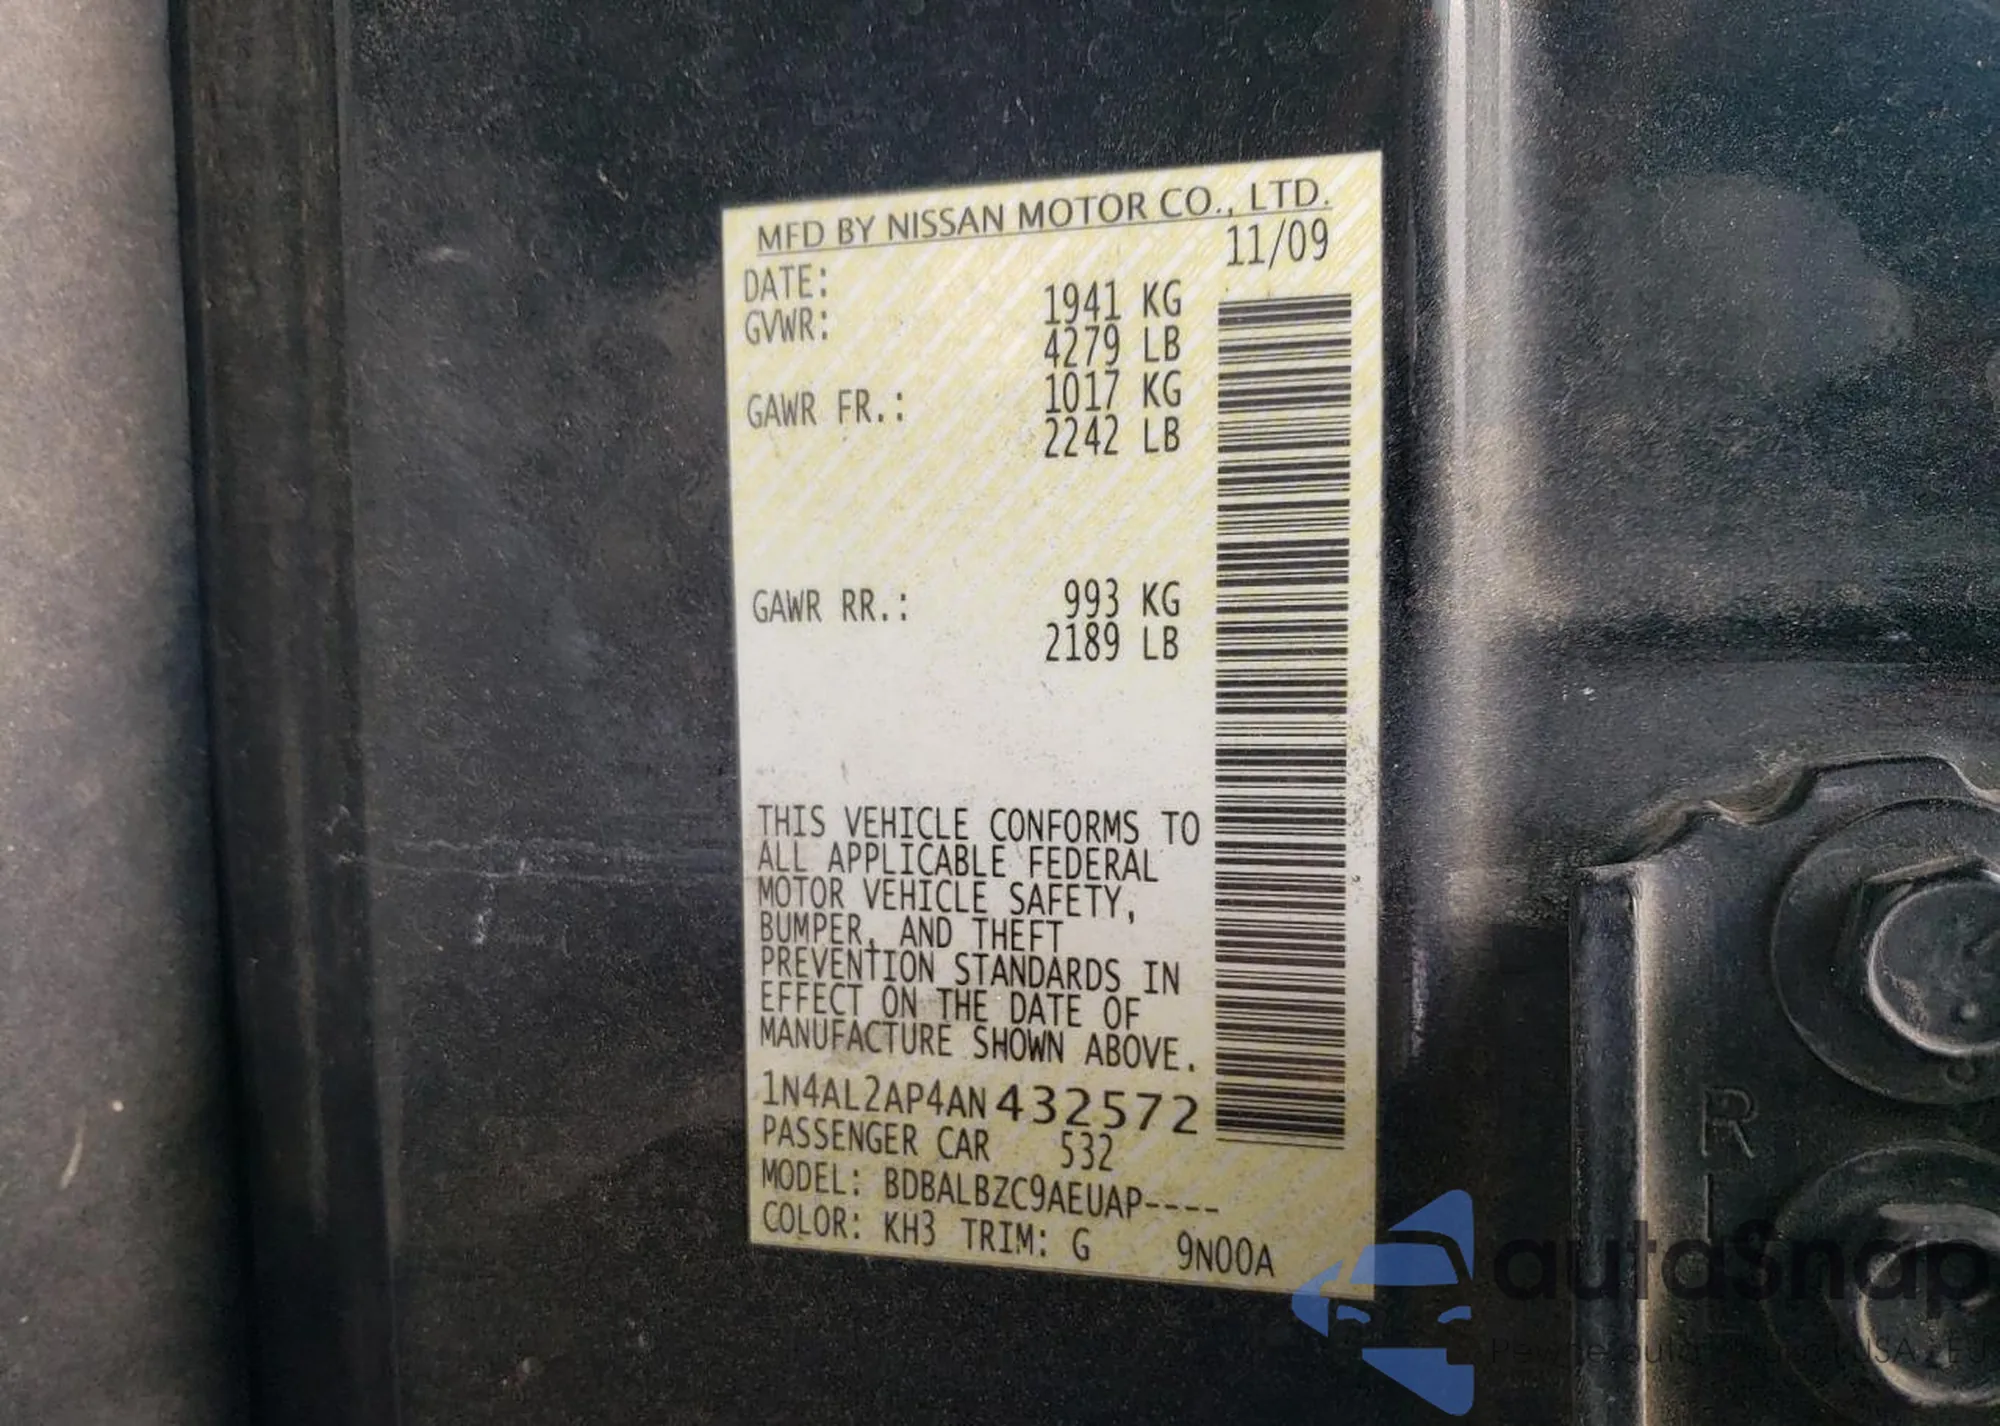 MFD BY NISSAN MOTOR CO., LTD.
DATE: 11/09
GVWR: 1941 KG
4279 LB
GAWR FR.: 1017 KG
2242 LB
GAWR RR.: 993 KG
2189 LB
THIS VEHICLE CONFORMS TO
ALL APPLICABLE FEDERAL
MOTOR VEHICLE SAFETY,
BUMPER, AND THEFT
PREVENTION STANDARDS IN
EFFECT ON THE DATE OF
MANUFACTURE SHOWN ABOVE.
1N4AL2AP4AN432572
PASSENGER CAR 532
MODEL: BDBALBZC9AEUAP----
COLOR: KH3 TRIM: G 9N00A
R
autoSnap
USA
EU